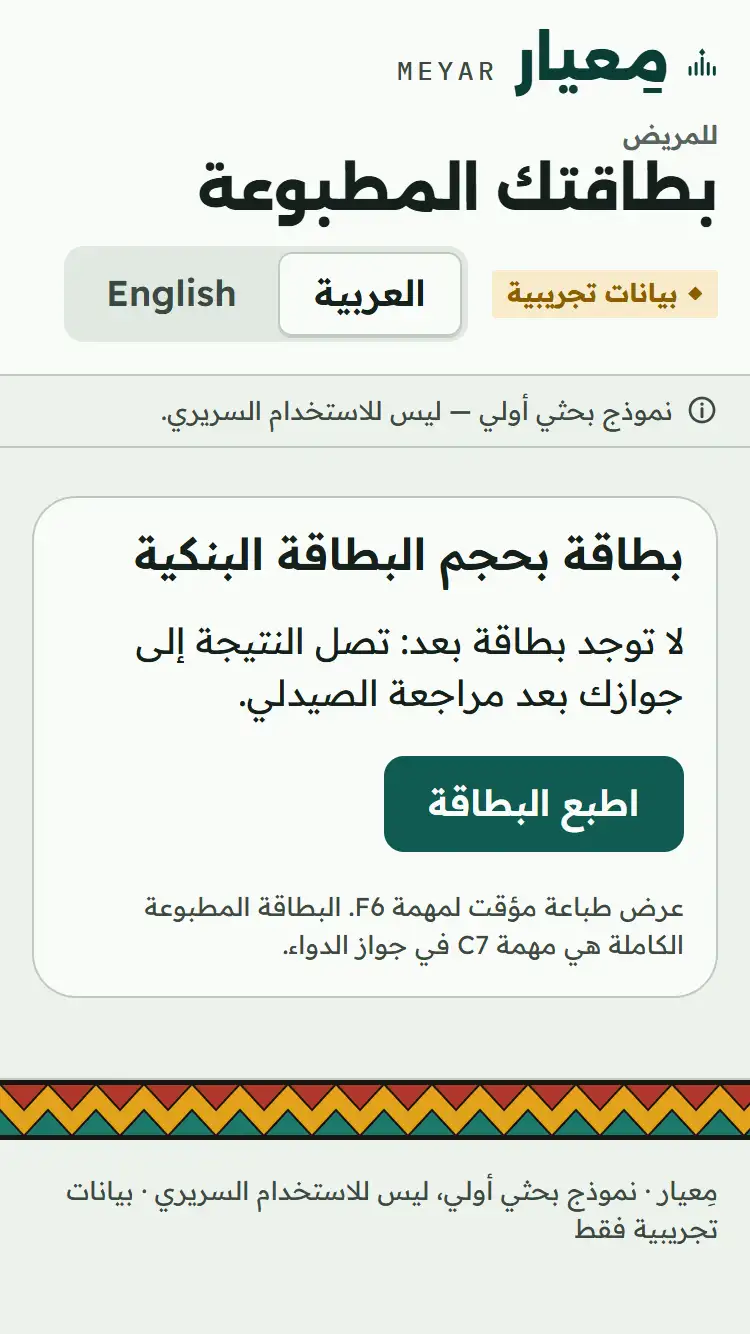 مِعيار MEYAR
للمريض
بطاقتك المطبوعة
بيانات تجريبية
العربية English
نموذج بحثي أولي — ليس للاستخدام السريري.
بطاقة بحجم البطاقة البنكية
لا توجد بطاقة بعد: تصل النتيجة إلى
جوازك بعد مراجعة الصيدلي.
اطبع البطاقة
عرض طباعة مؤقت لمهمة F6. البطاقة المطبوعة
الكاملة هي مهمة C7 في جواز الدواء.
مِعيار · نموذج بحثي أولي، ليس للاستخدام السريري · بيانات
تجريبية فقط